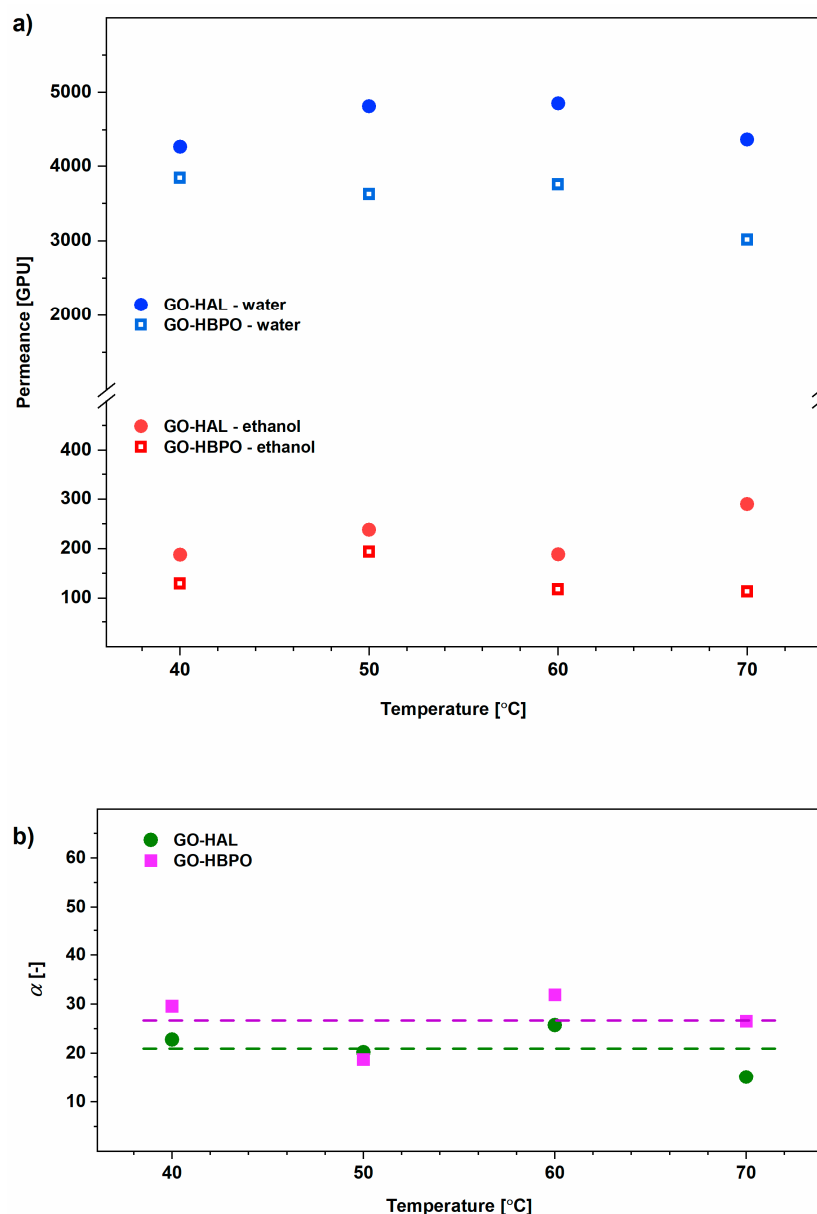 a)
Permeance [GPU]
5000
4000
3000
2000
GO-HAL - water
GO-HBPO - water
GO-HAL - ethanol
GO-HBPO - ethanol
400
300
200
100
40 50 60 70
Temperature [°C]
b)
GO-HAL
GO-HBPO
α [-]
60
50
40
30
20
10
40 50 60 70
Temperature [°C]